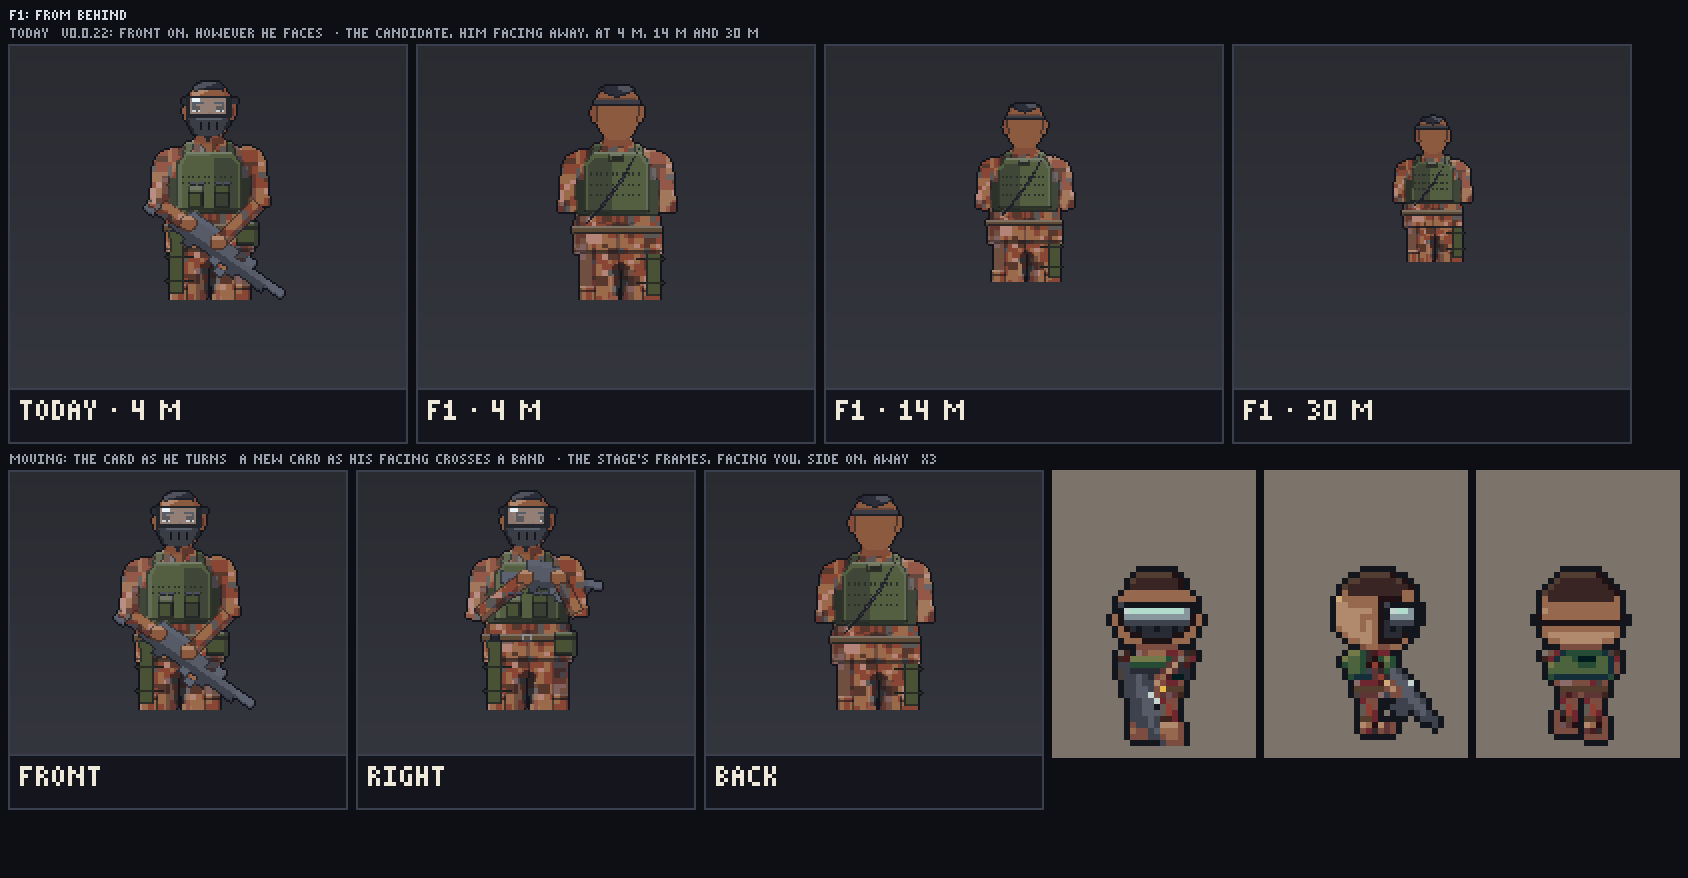 F1: FROM BEHIND
TODAY V0.0.22: FRONT ON, HOWEVER HE FACES · THE CANDIDATE, HIM FACING AWAY, AT 4 M, 14 M AND 30 M
TODAY · 4 M
F1 · 4 M
F1 · 14 M
F1 · 30 M
MOVING: THE CARD AS HE TURNS A NEW CARD AS HIS FACING CROSSES A BAND · THE STAGE'S FRAMES, FACING YOU, SIDE ON, AWAY X3
FRONT
RIGHT
BACK